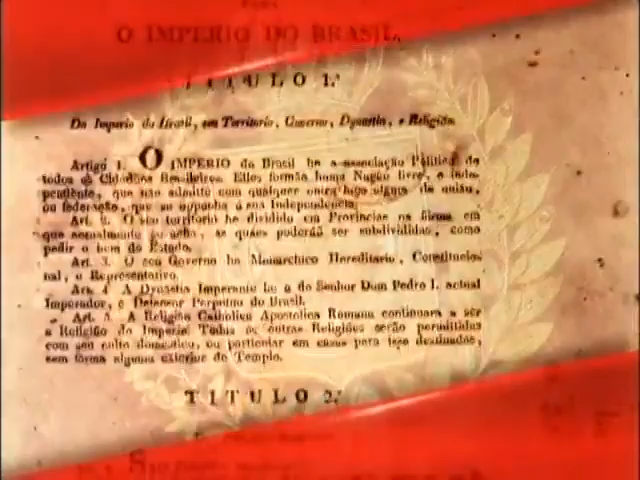 PARA
O IMPERIO DO BRASIL.
TITULO 1.º
Do Imperio do Brasil, seu Territorio, Governo, Dynastia, e Religião.
Artigo 1. O IMPERIO do Brasil he a associação Politica de
todos os Cidadãos Brasileiros. Elles formão huma Nação livre, e inde-
pendente, que não admitte com qualquer outra laço algum de união,
ou federação, que se opponha á sua Independencia.
Art. 2. O seu territorio he dividido em Provincias na forma em
que actualmente se acha, as quaes poderáõ ser subdivididas, como
pedir o bem do Estado.
Art. 3. O seu Governo he Monarchico Hereditario, Constitucio-
nal, e Representativo.
Art. 4. A Dynastia Imperante he a do Senhor Dom Pedro I. actual
Imperador, e Defensor Perpetuo do Brasil.
Art. 5. A Religião Catholica Apostolica Romana continuará a ser
a Religião do Imperio. Todas as outras Religiões serão permittidas
com seu culto domestico, ou particular em casas para isso destinadas,
sem forma alguma exterior de Templo.
TITULO 2.º